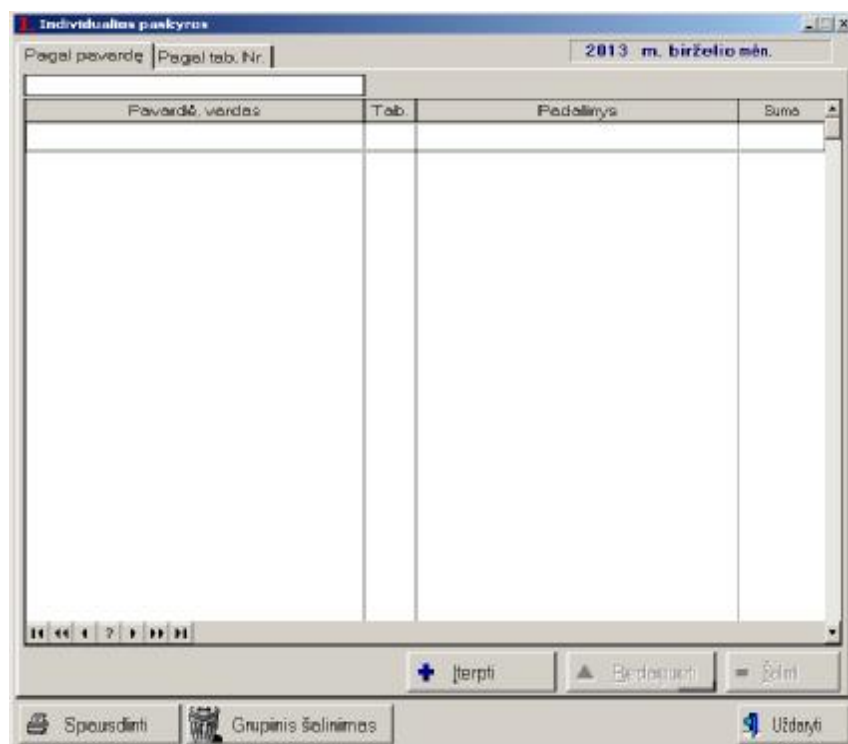 Individualios paskyros
Pagal pavardę Pagal tab. Nr. 2013 m. birželio mėn.
Pavardė, vardas Tab. Padalinys Suma
?
Įterpti Redaguoti Šalinti
Spausdinti Grupinis šalinimas Uždaryti